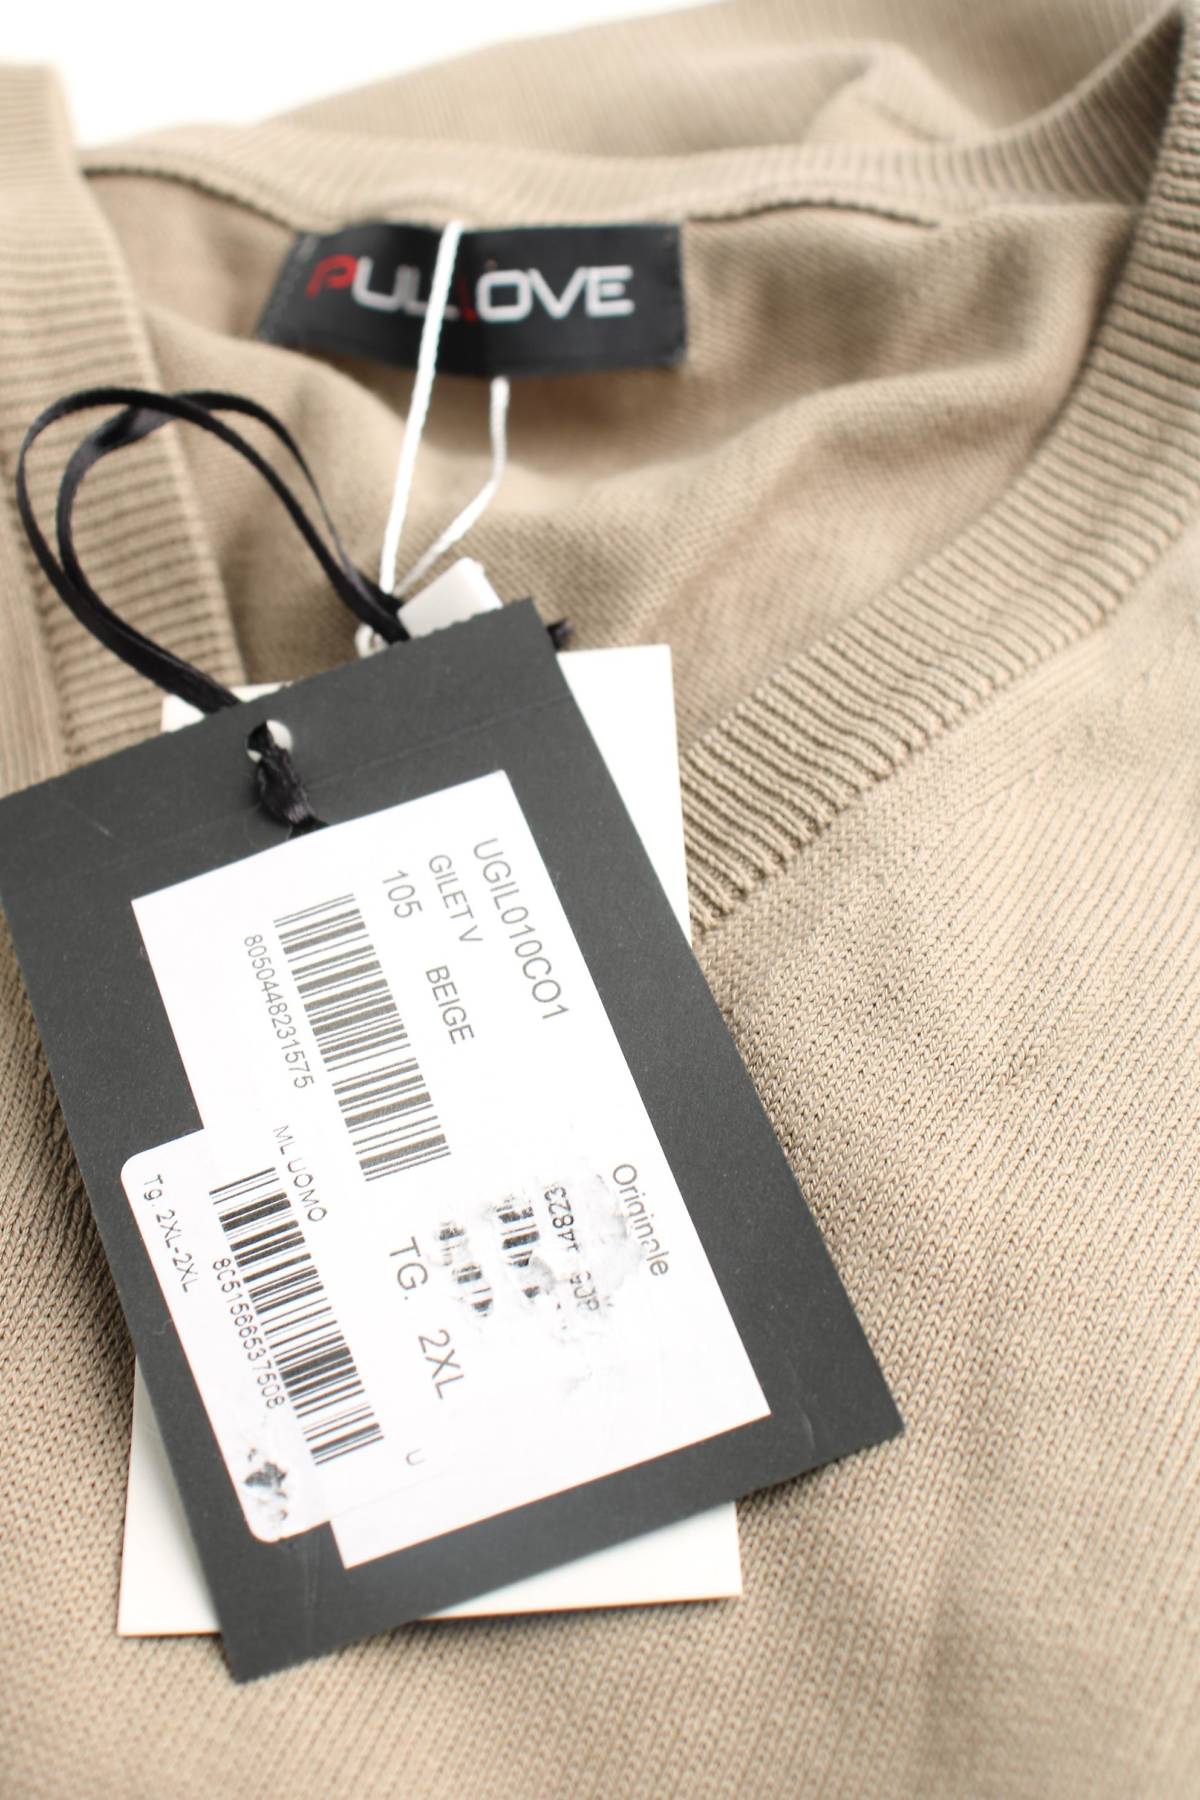 PULLOVE
UGIL010CO1
GILET V
105 BEIGE
8050448231575
Originale
TG. 2XL
U
ML UOMO
8051566537508
Tg. 2XL-2XL